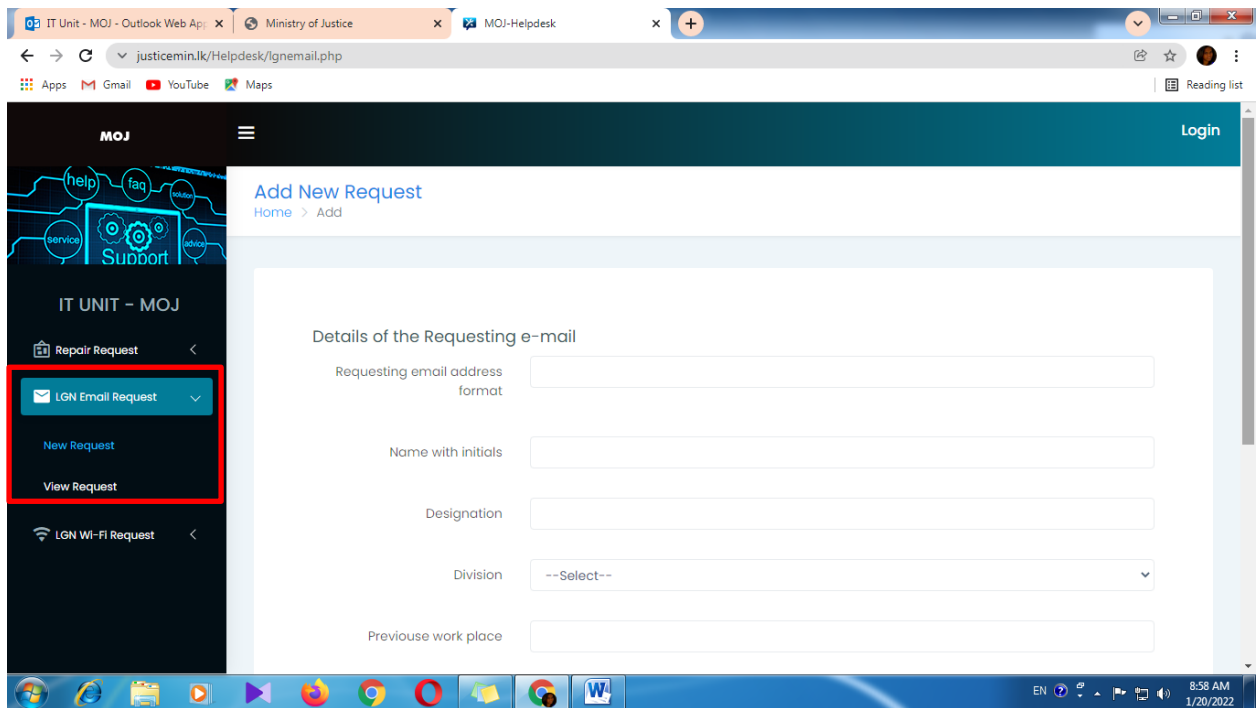 IT Unit - MOJ - Outlook Web Ap
Ministry of Justice
MOJ-Helpdesk
justicemin.lk/Helpdesk/lgnemail.php
Apps
Gmail
YouTube
Maps
Reading list
MOJ
Login
help
faq
solution
service
advice
Support
Add New Request
Home > Add
IT UNIT - MOJ
Repair Request
LGN Email Request
New Request
View Request
LGN Wi-Fi Request
Details of the Requesting e-mail
Requesting email address
format
Name with initials
Designation
Division
--Select--
Previouse work place
EN
8:58 AM
1/20/2022